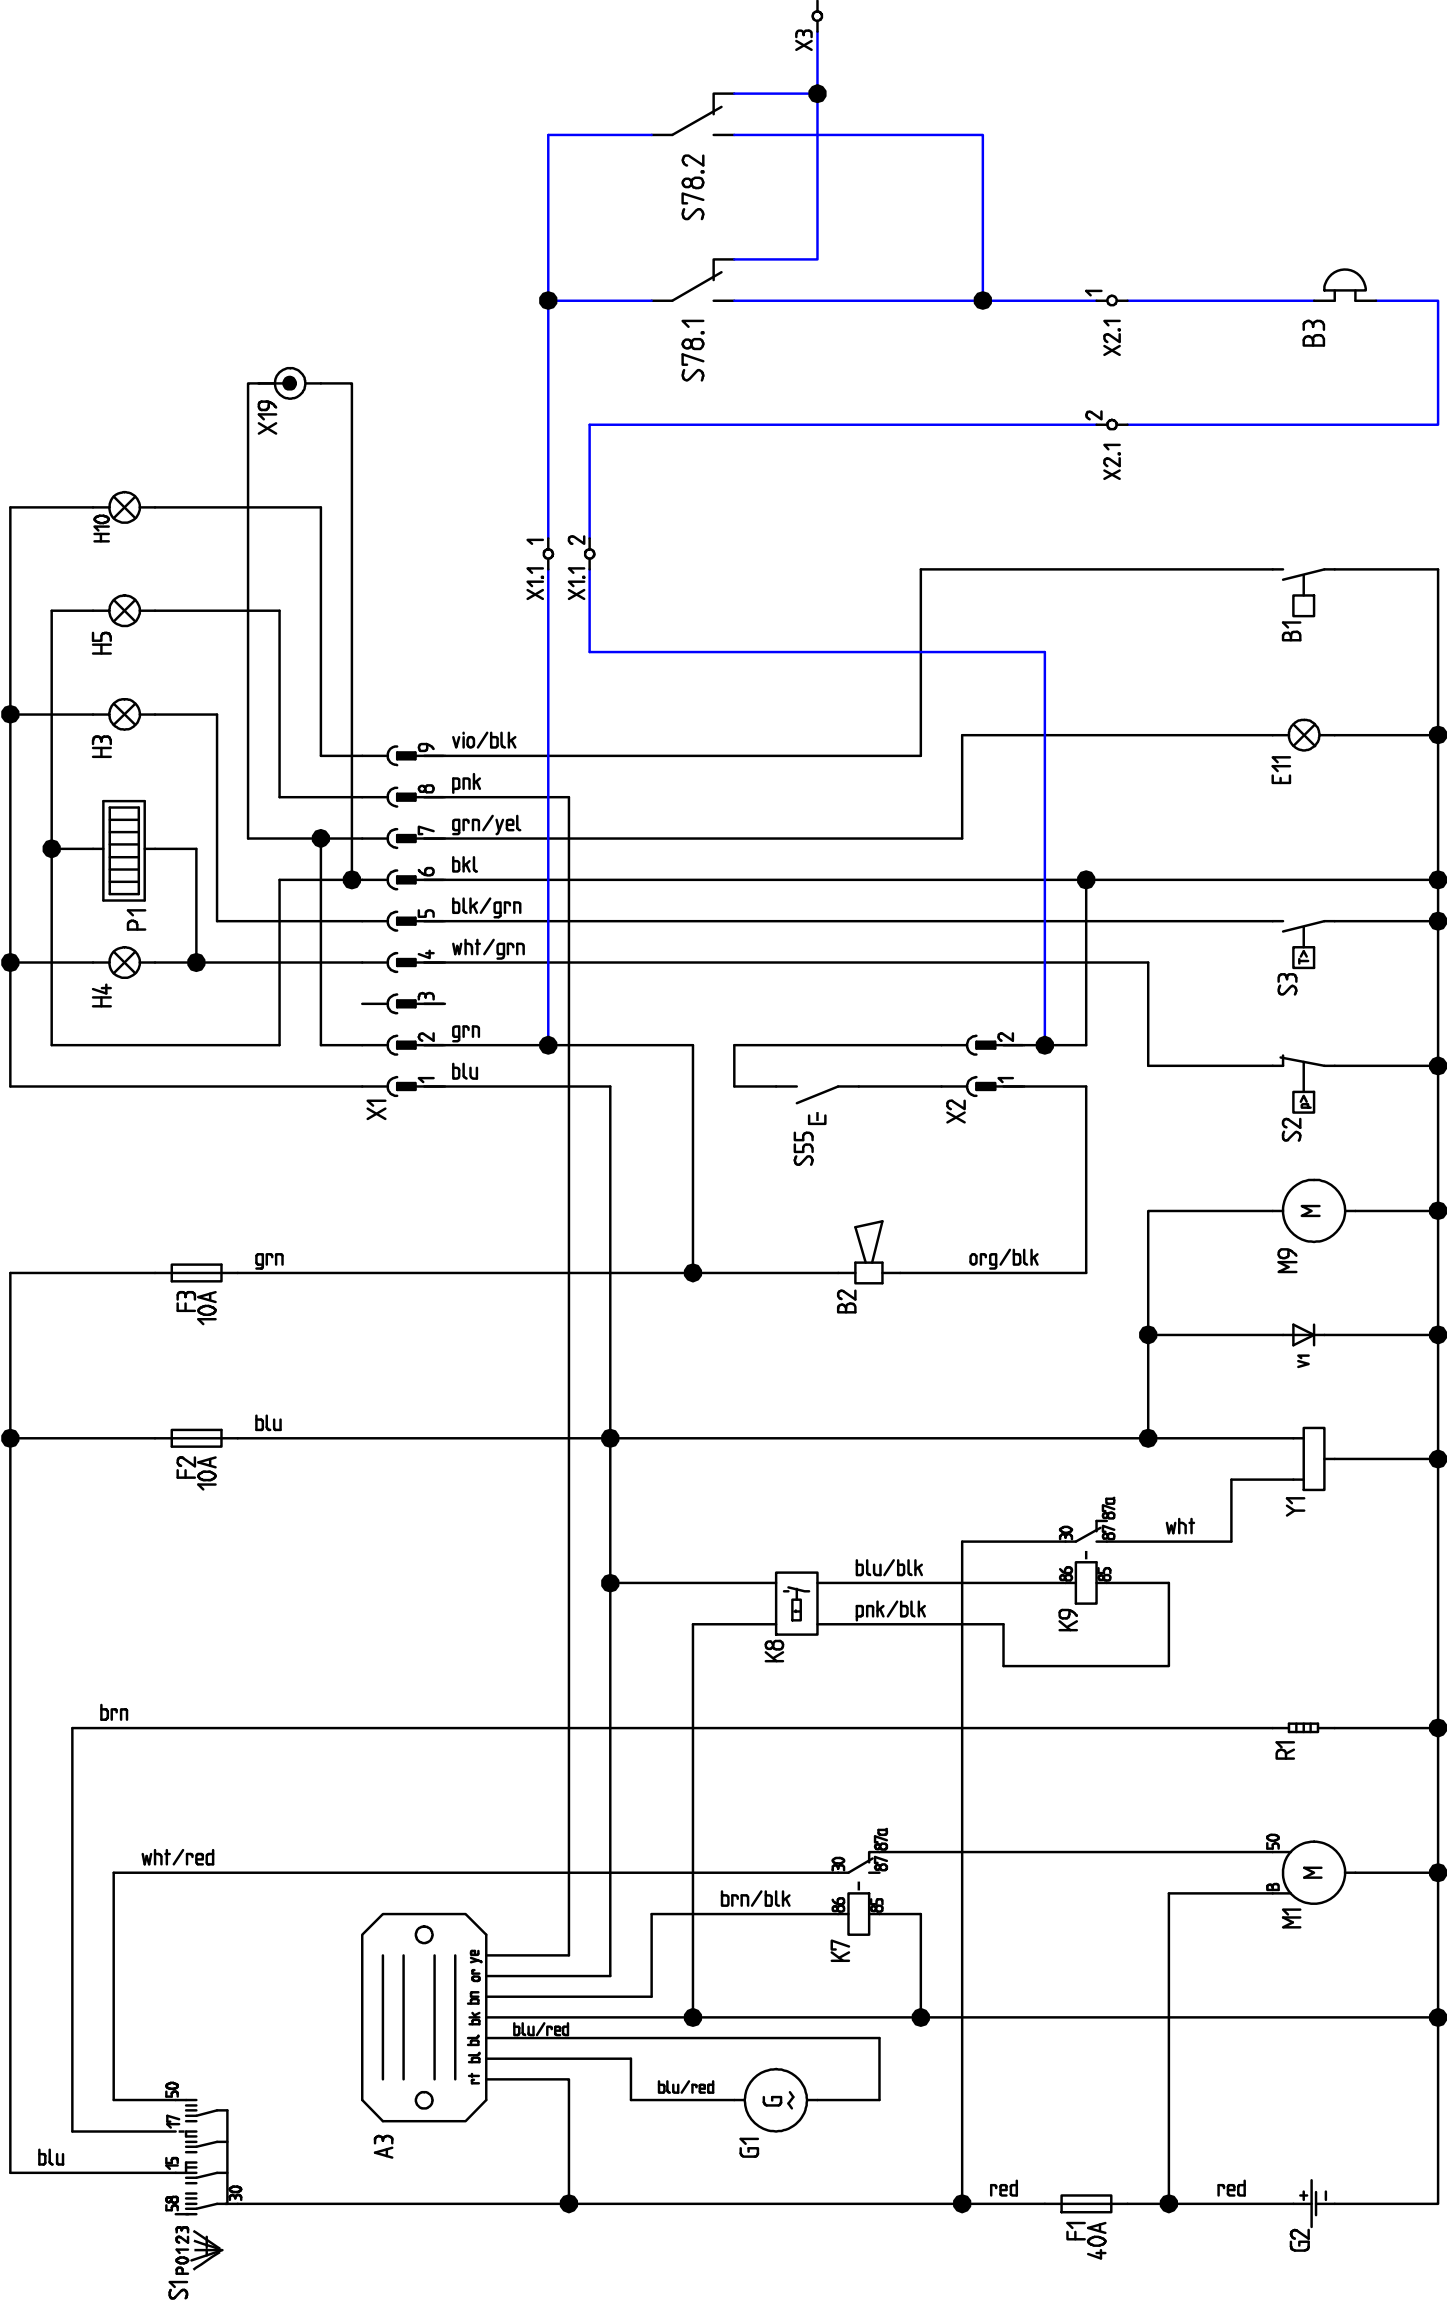 X3
S78.2
S78.1
1
X2.1
B3
X19
2
X2.1
H10
1
2
X1.1
X1.1
H5
B1
H3
9
vio/blk
E11
8
pnk
7
grn/yel
6
bkl
P1
5
blk/grn
4
wht/grn
T>
S3
H4
3
2
grn
2
1
blu
1
X1
X2
E
p>
S2
S55
M
M9
grn
org/blk
F3
10A
B2
V1
blu
F2
10A
Y1
30
87
87a
wht
blu/blk
86
85
pnk/blk
K9
K8
brn
R1
wht/red
30
87
87a
50
B
M
M1
brn/blk
86
85
K7
rt
bl
bl
bk
bn
or
ye
blu/red
blu/red
G
~
G1
A3
50
17
15
58
30
blu
S1
P0123
red
F1
40A
red
+
-
G2